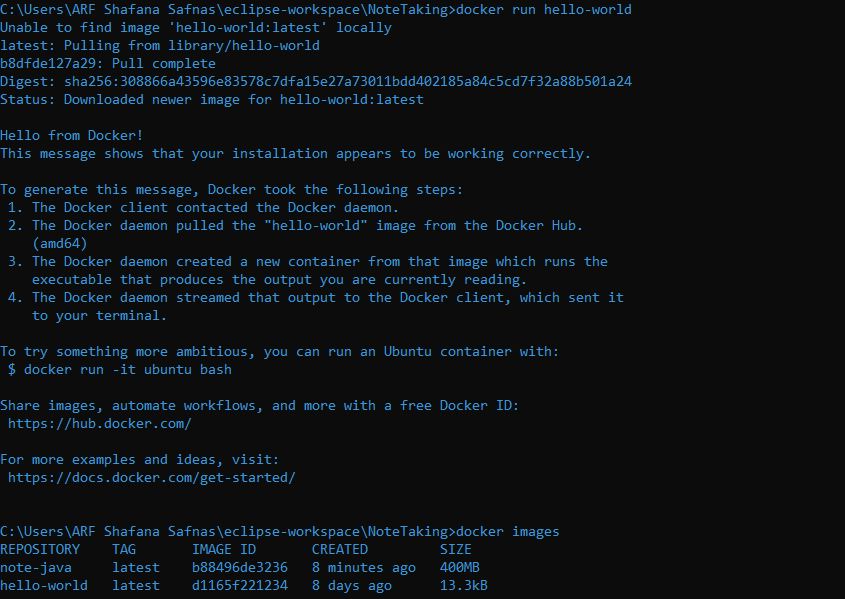 C:\Users\ARF Shafana Safnas\eclipse-workspace\NoteTaking>docker run hello-world
Unable to find image 'hello-world:latest' locally
latest: Pulling from library/hello-world
b8dfde127a29: Pull complete
Digest: sha256:308866a43596e83578c7dfa15e27a73011bdd402185a84c5cd7f32a88b501a24
Status: Downloaded newer image for hello-world:latest
Hello from Docker!
This message shows that your installation appears to be working correctly.
To generate this message, Docker took the following steps:
1. The Docker client contacted the Docker daemon.
2. The Docker daemon pulled the "hello-world" image from the Docker Hub.
(amd64)
3. The Docker daemon created a new container from that image which runs the
executable that produces the output you are currently reading.
4. The Docker daemon streamed that output to the Docker client, which sent it
to your terminal.
To try something more ambitious, you can run an Ubuntu container with:
$ docker run -it ubuntu bash
Share images, automate workflows, and more with a free Docker ID:
https://hub.docker.com/
For more examples and ideas, visit:
https://docs.docker.com/get-started/
C:\Users\ARF Shafana Safnas\eclipse-workspace\NoteTaking>docker images
REPOSITORY TAG IMAGE ID CREATED SIZE
note-java latest b88496de3236 8 minutes ago 400MB
hello-world latest d1165f221234 8 days ago 13.3kB